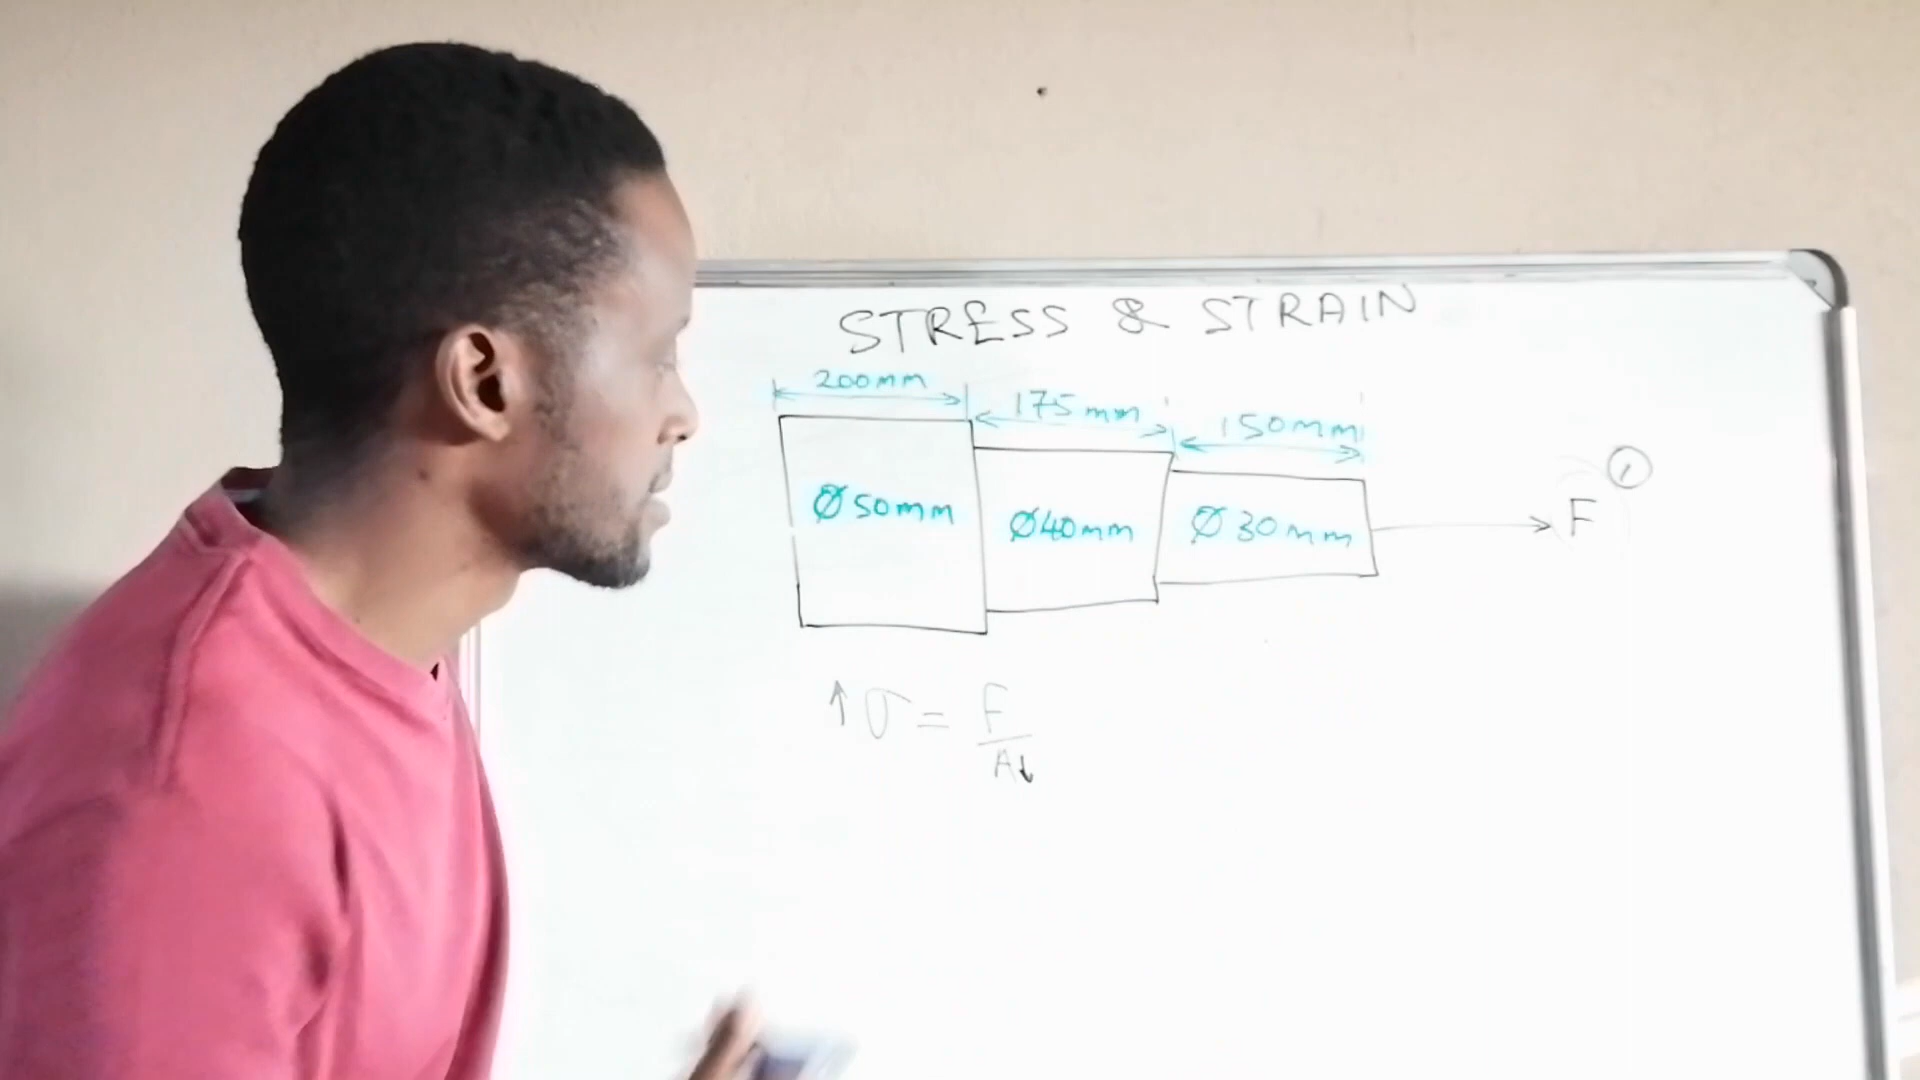 STRESS & STRAIN
200mm
175mm
150mm
Ø50mm
Ø40mm
Ø30mm
F
1
↑σ = F
A↓